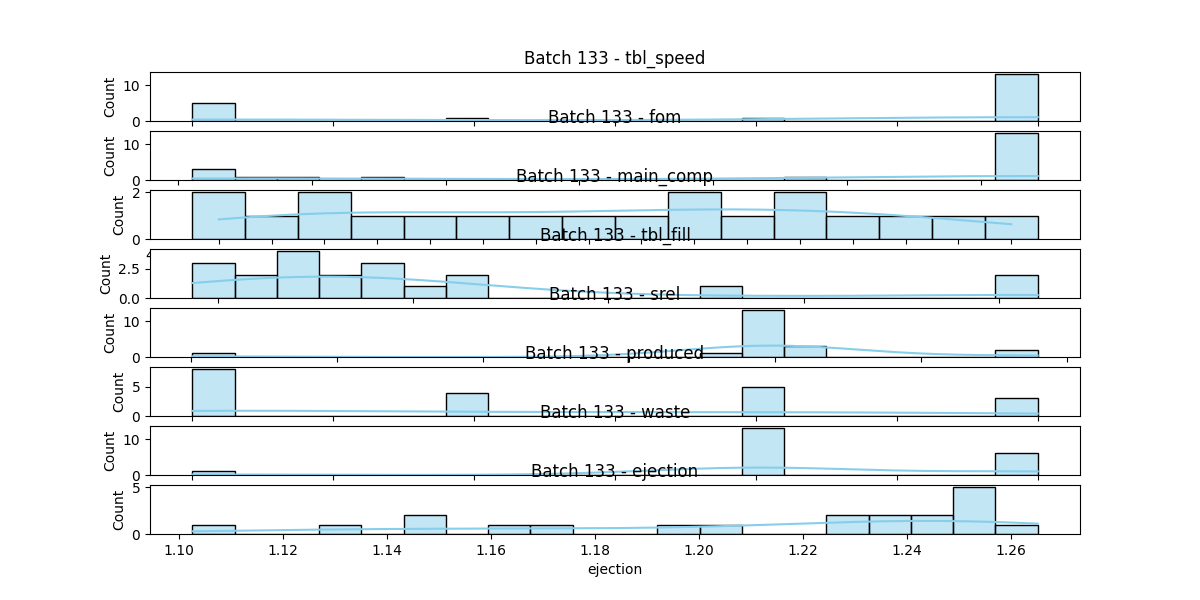 Batch 133 - tbl_speed
Count
10
0
Batch 133 - fom
Count
10
0
Batch 133 - main_comp
Count
2
0
Batch 133 - tbl_fill
Count
2.5
0.0
Batch 133 - srel
Count
10
0
Batch 133 - produced
Count
5
0
Batch 133 - waste
Count
10
0
Batch 133 - ejection
Count
5
0
1.10 1.12 1.14 1.16 1.18 1.20 1.22 1.24 1.26
ejection